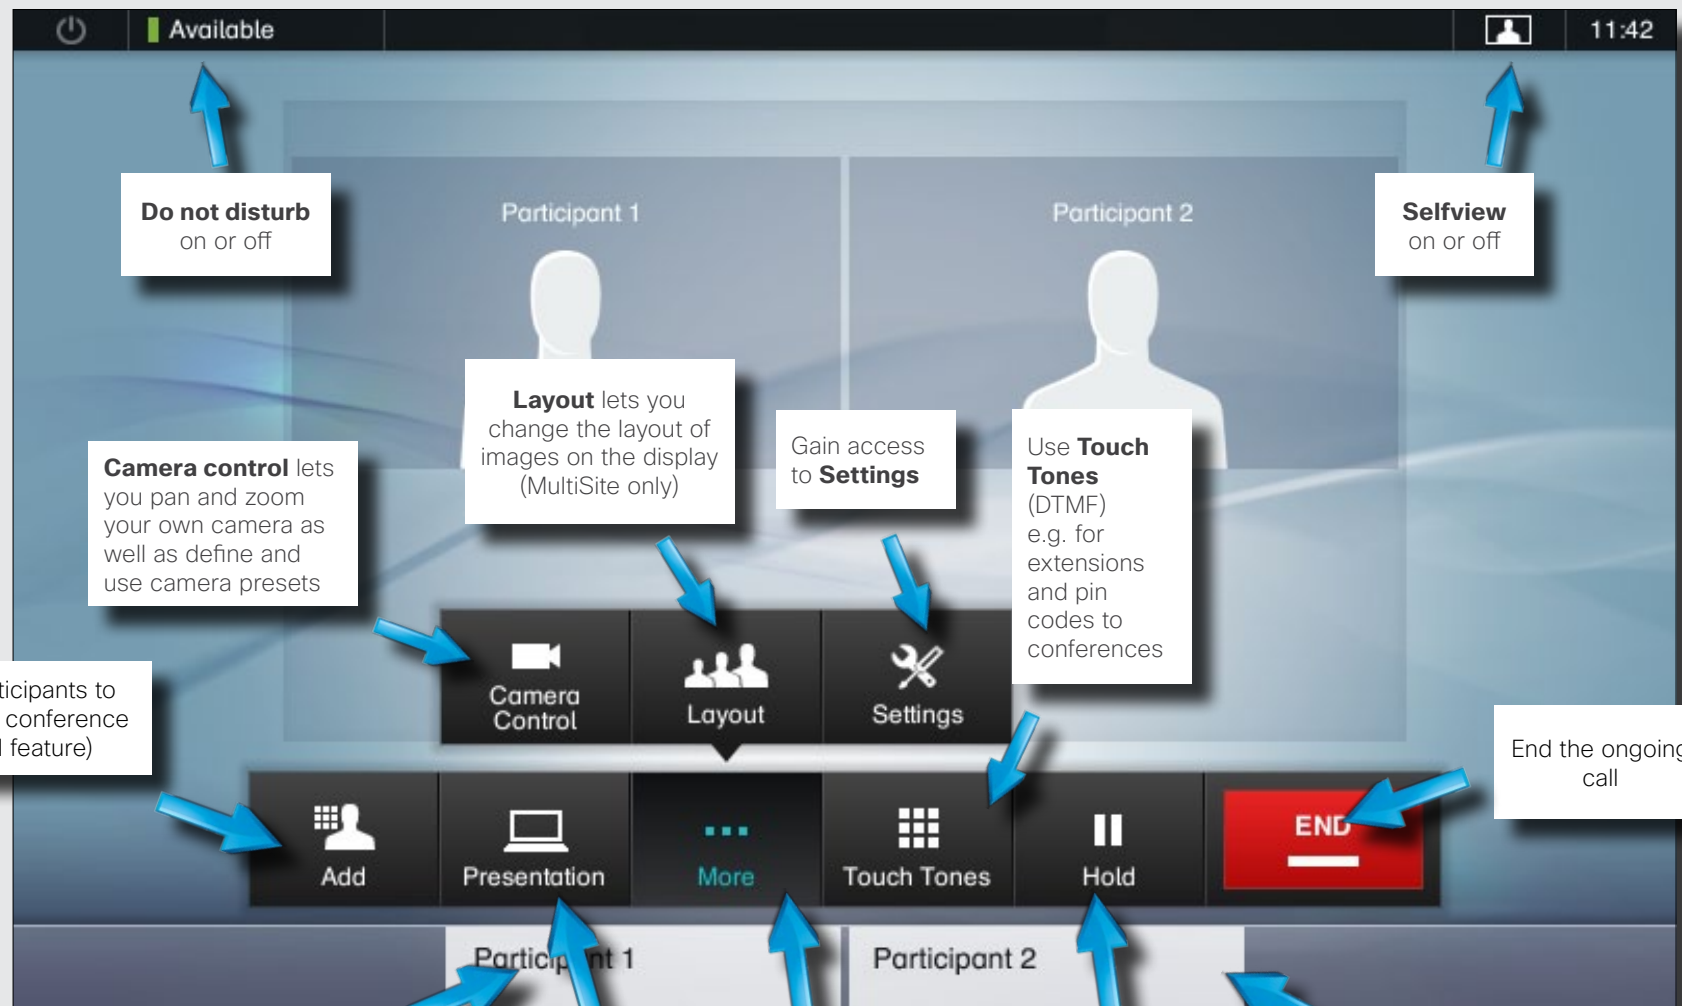 Available
11:42
Do not disturb
on or off
Participant 1
Participant 2
Selfview
on or off
Layout lets you
change the layout of
images on the display
(MultiSite only)
Camera control lets
you pan and zoom
your own camera as
well as define and
use camera presets
Gain access
to Settings
Use Touch
Tones
(DTMF)
e.g. for
extensions
and pin
codes to
conferences
Camera
Control
Layout
Settings
ticipants to
conference
feature)
End the ongoing
call
Add
Presentation
More
Touch Tones
Hold
END
Participant 1
Participant 2